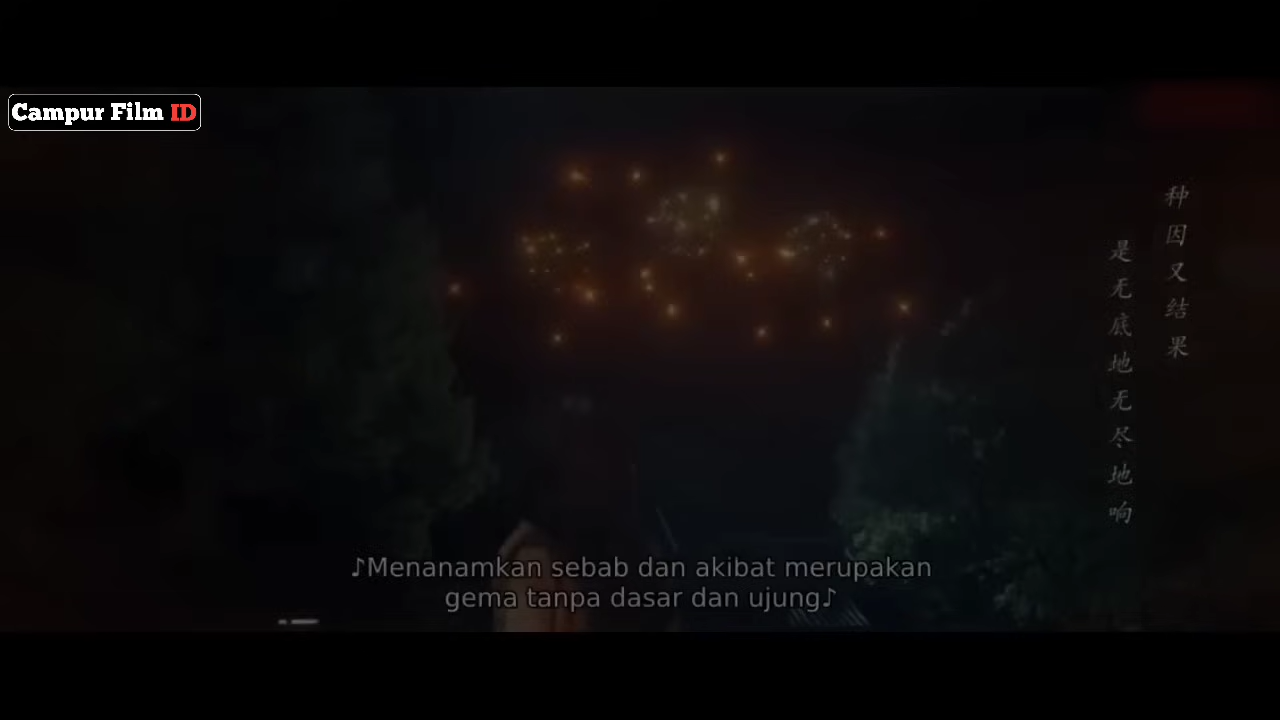 Campur Film ID
种因又结果
是无底地无尽地响
♪Menanamkan sebab dan akibat merupakan
gema tanpa dasar dan ujung♪